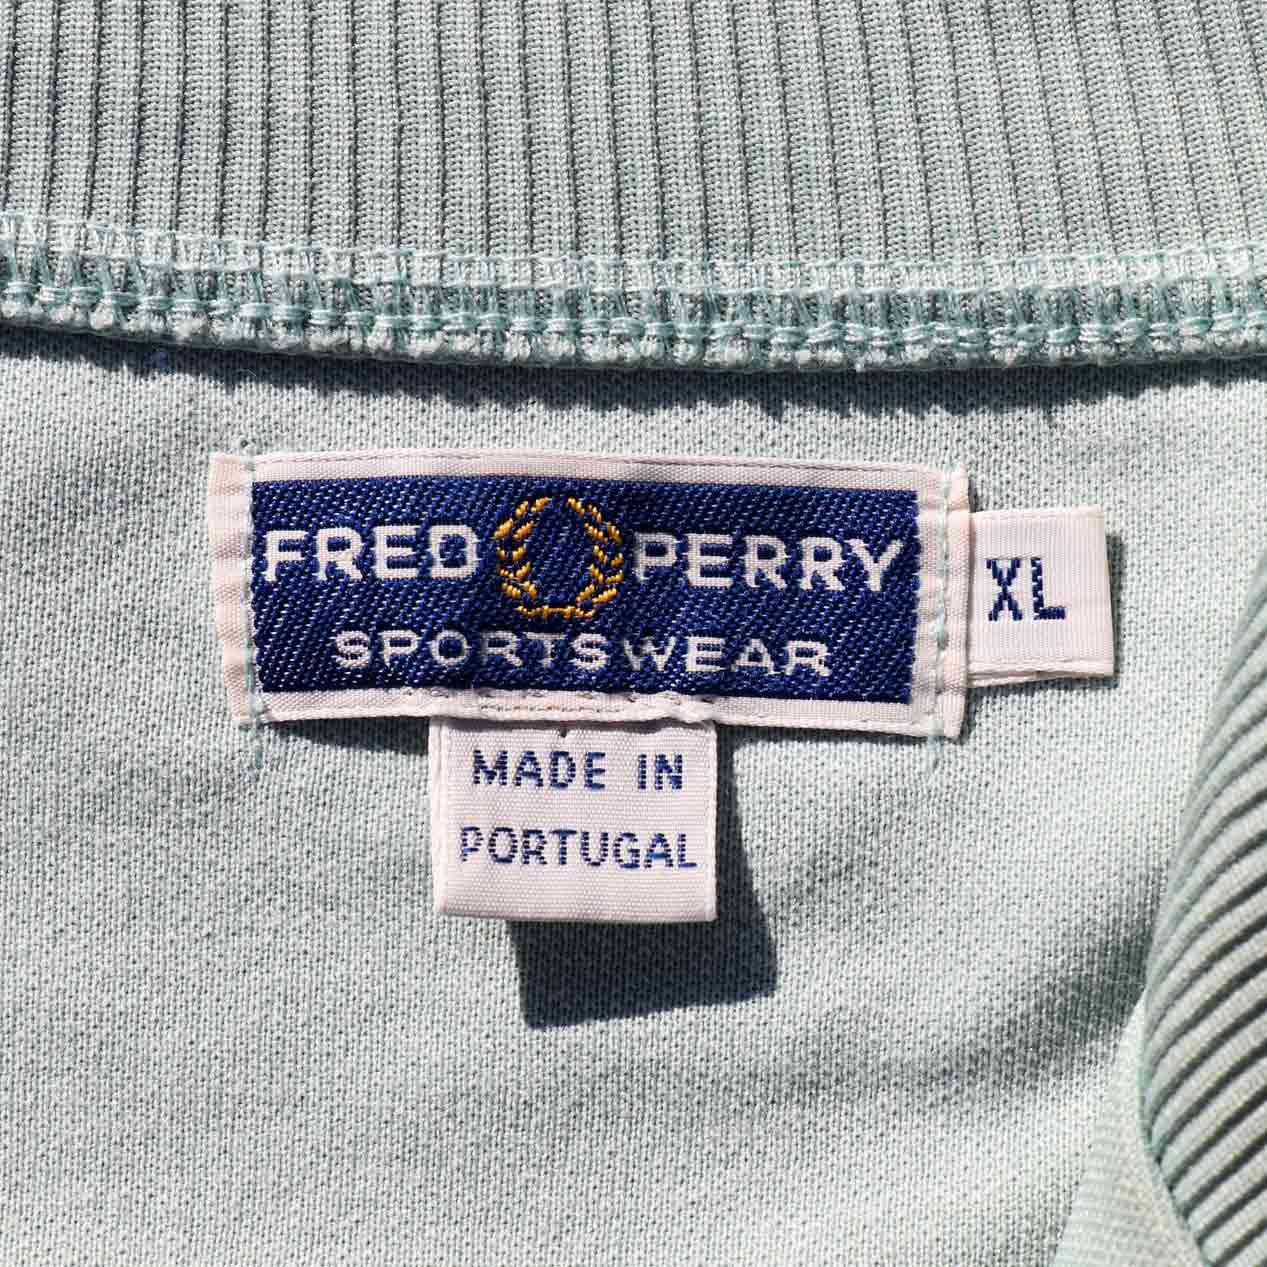 FRED PERRY
SPORTSWEAR
XL
MADE IN
PORTUGAL